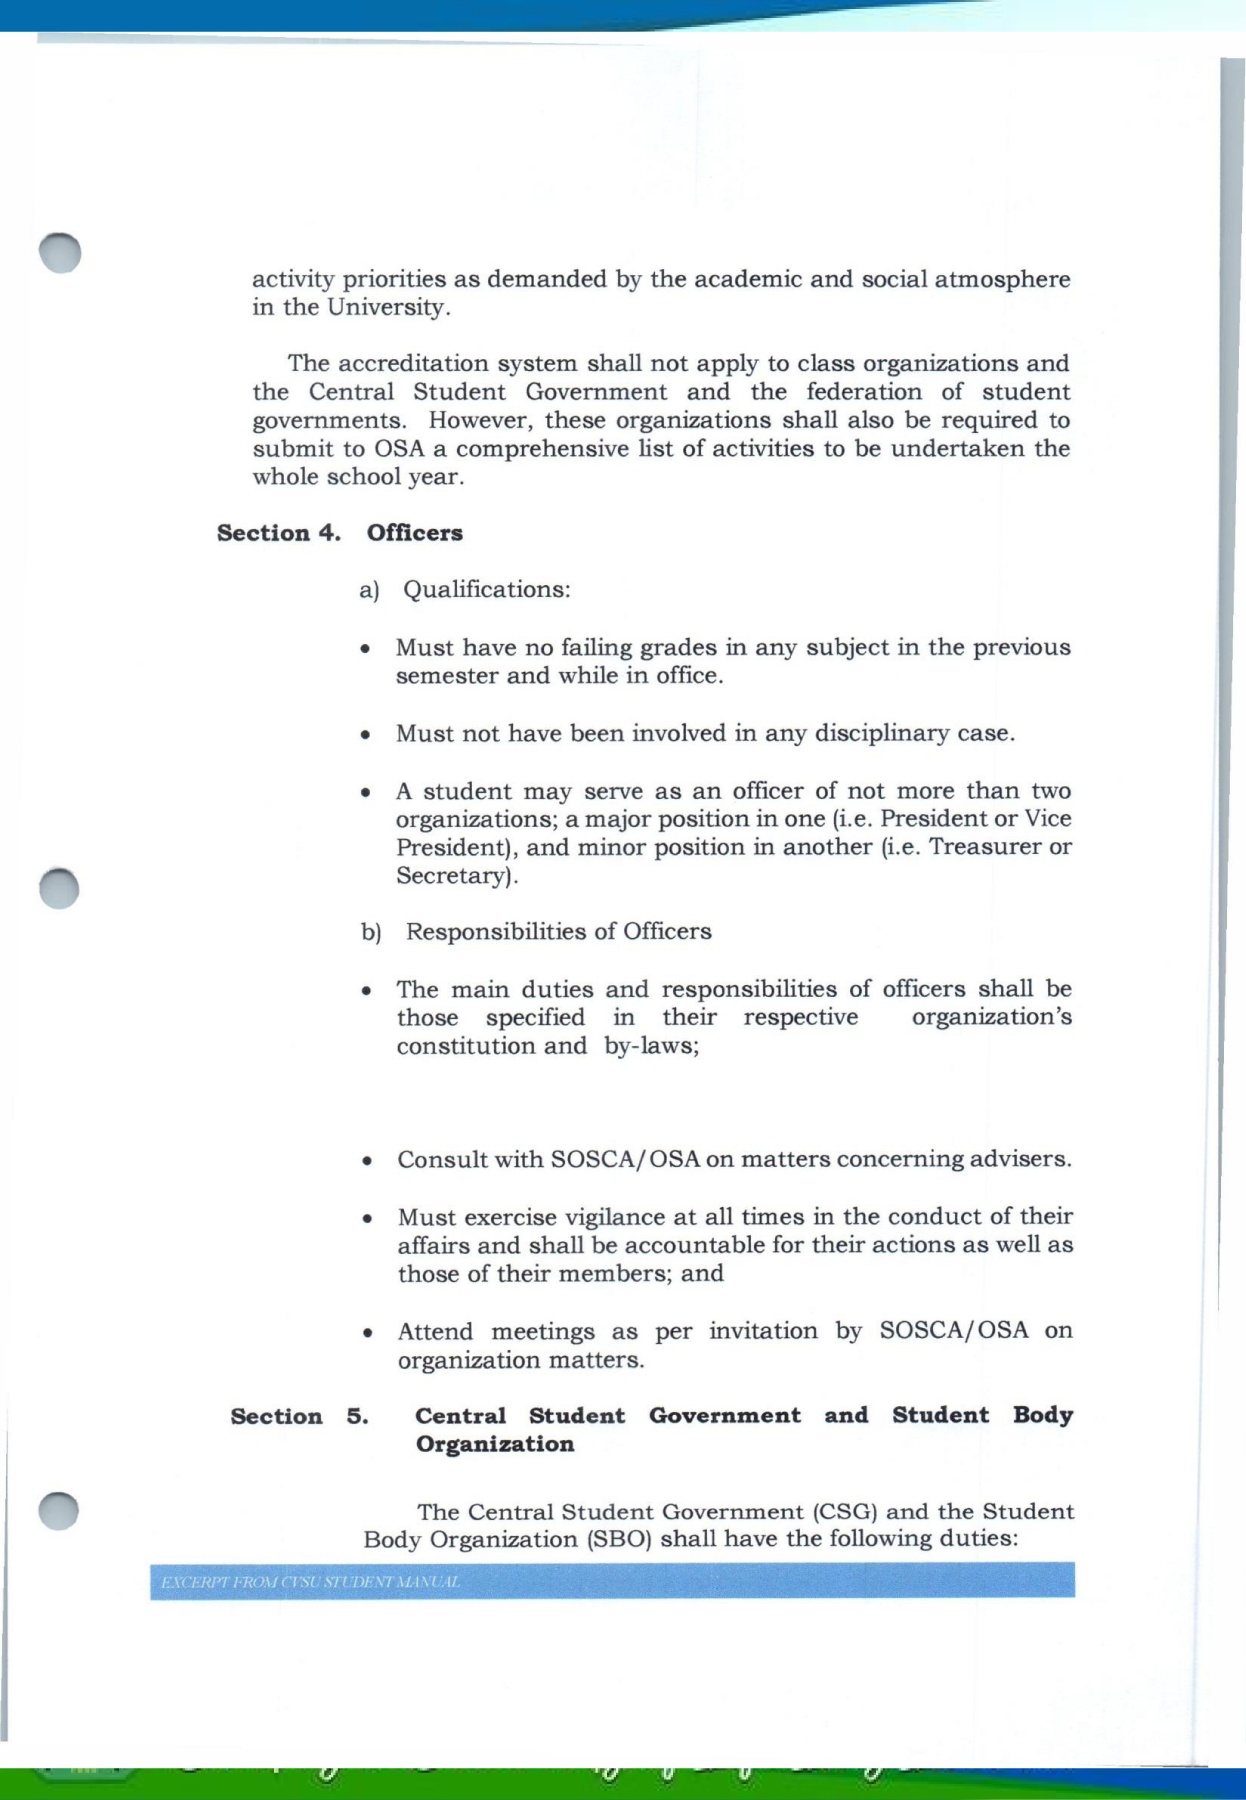 activity priorities as demanded by the academic and social atmosphere
in the University.
The accreditation system shall not apply to class organizations and
the Central Student Government and the federation of student
governments. However, these organizations shall also be required to
submit to OSA a comprehensive list of activities to be undertaken the
whole school year.
Section 4. Officers
a) Qualifications:
• Must have no failing grades in any subject in the previous
semester and while in office.
• Must not have been involved in any disciplinary case.
• A student may serve as an officer of not more than two
organizations; a major position in one (i.e. President or Vice
President), and minor position in another (i.e. Treasurer or
Secretary).
b) Responsibilities of Officers
• The main duties and responsibilities of officers shall be
those specified in their respective organization's
constitution and by-laws;
• Consult with SOSCA/OSA on matters concerning advisers.
• Must exercise vigilance at all times in the conduct of their
affairs and shall be accountable for their actions as well as
those of their members; and
• Attend meetings as per invitation by SOSCA/OSA on
organization matters.
Section 5. Central Student Government and Student Body
Organization
The Central Student Government (CSG) and the Student
Body Organization (SBO) shall have the following duties:
EXCERPT FROM CVSU STUDENT MANUAL